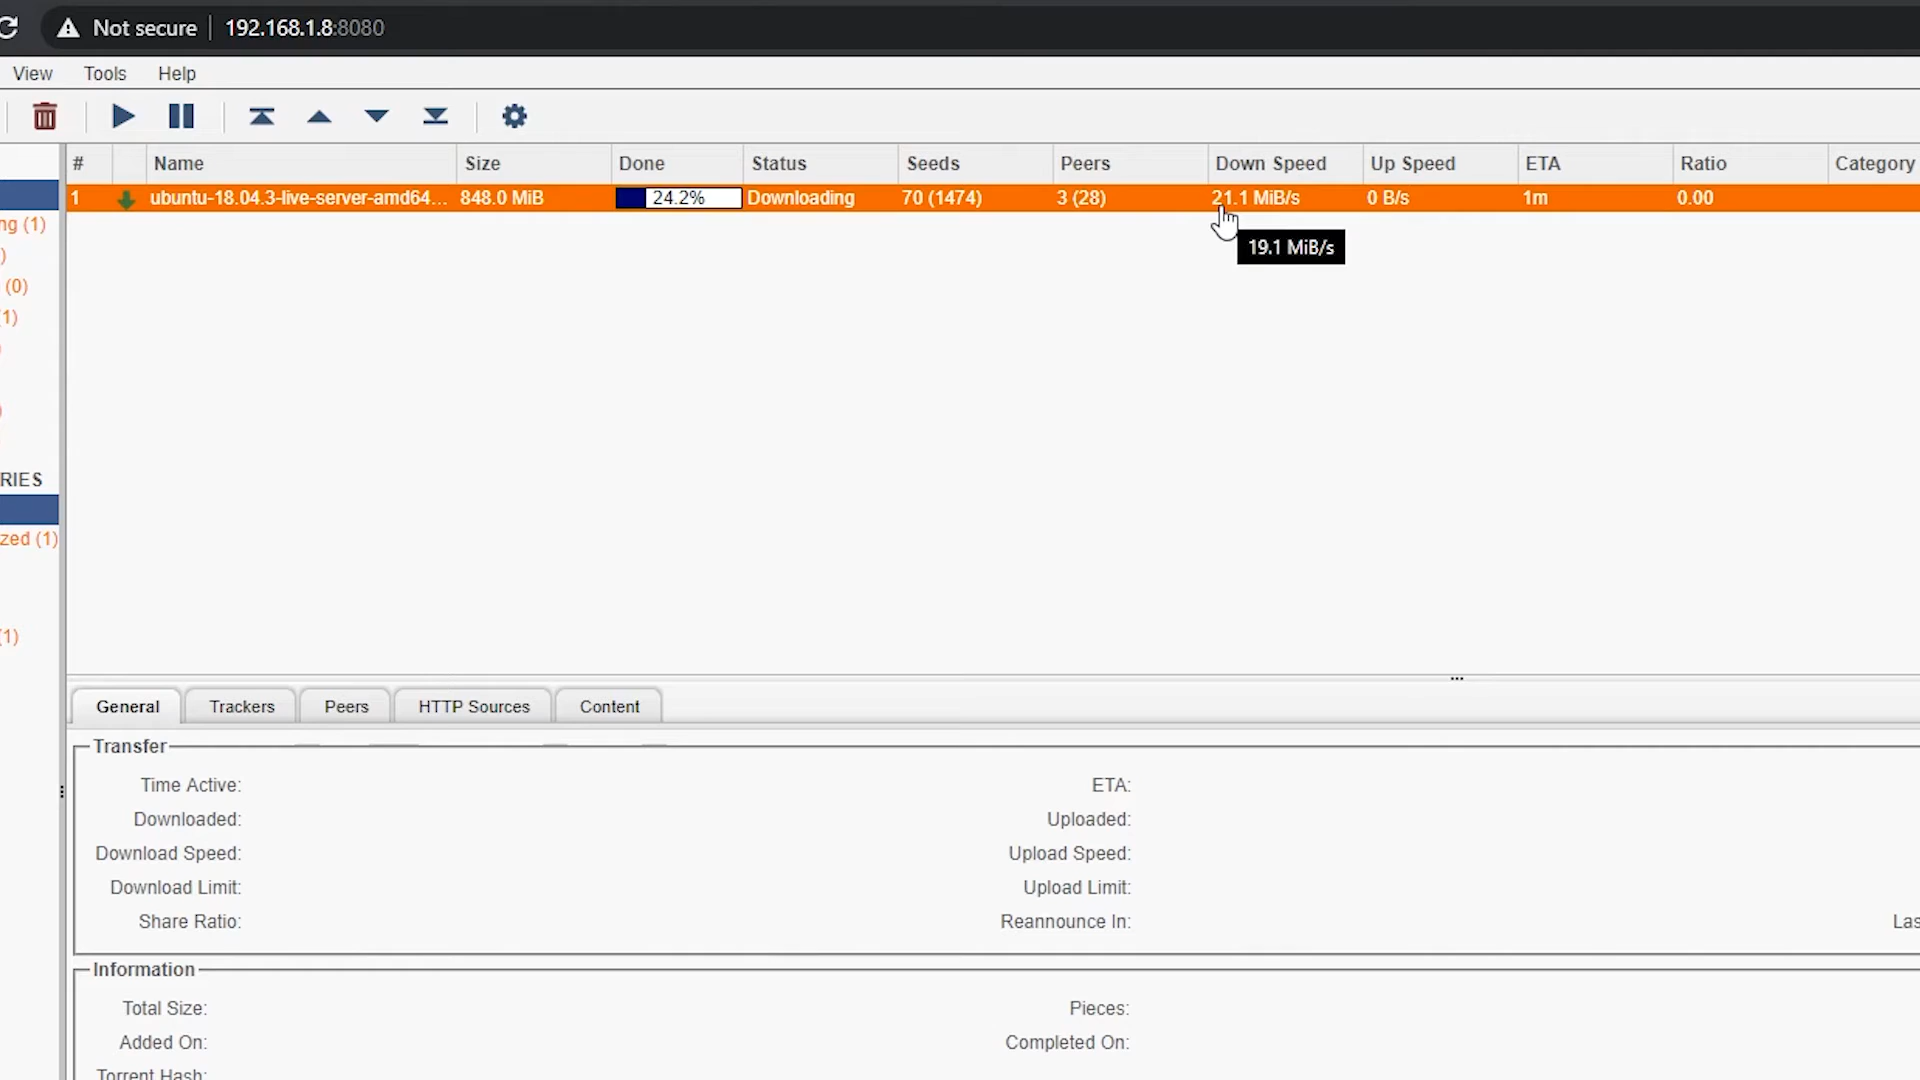 Not secure 192.168.1.8:8080
View Tools Help
# Name Size Done Status Seeds Peers Down Speed Up Speed ETA Ratio Category
1 ubuntu-18.04.3-live-server-amd64... 848.0 MiB 24.2% Downloading 70 (1474) 3 (28) 21.1 MiB/s 0 B/s 1m 0.00
19.1 MiB/s
ng (1)
)
(0)
(1)
)
)
RIES
zed (1)
(1)
General Trackers Peers HTTP Sources Content
Transfer
Time Active: ETA:
Downloaded: Uploaded:
Download Speed: Upload Speed:
Download Limit: Upload Limit:
Share Ratio: Reannounce In: Las
Information
Total Size: Pieces:
Added On: Completed On:
Torrent Hash: